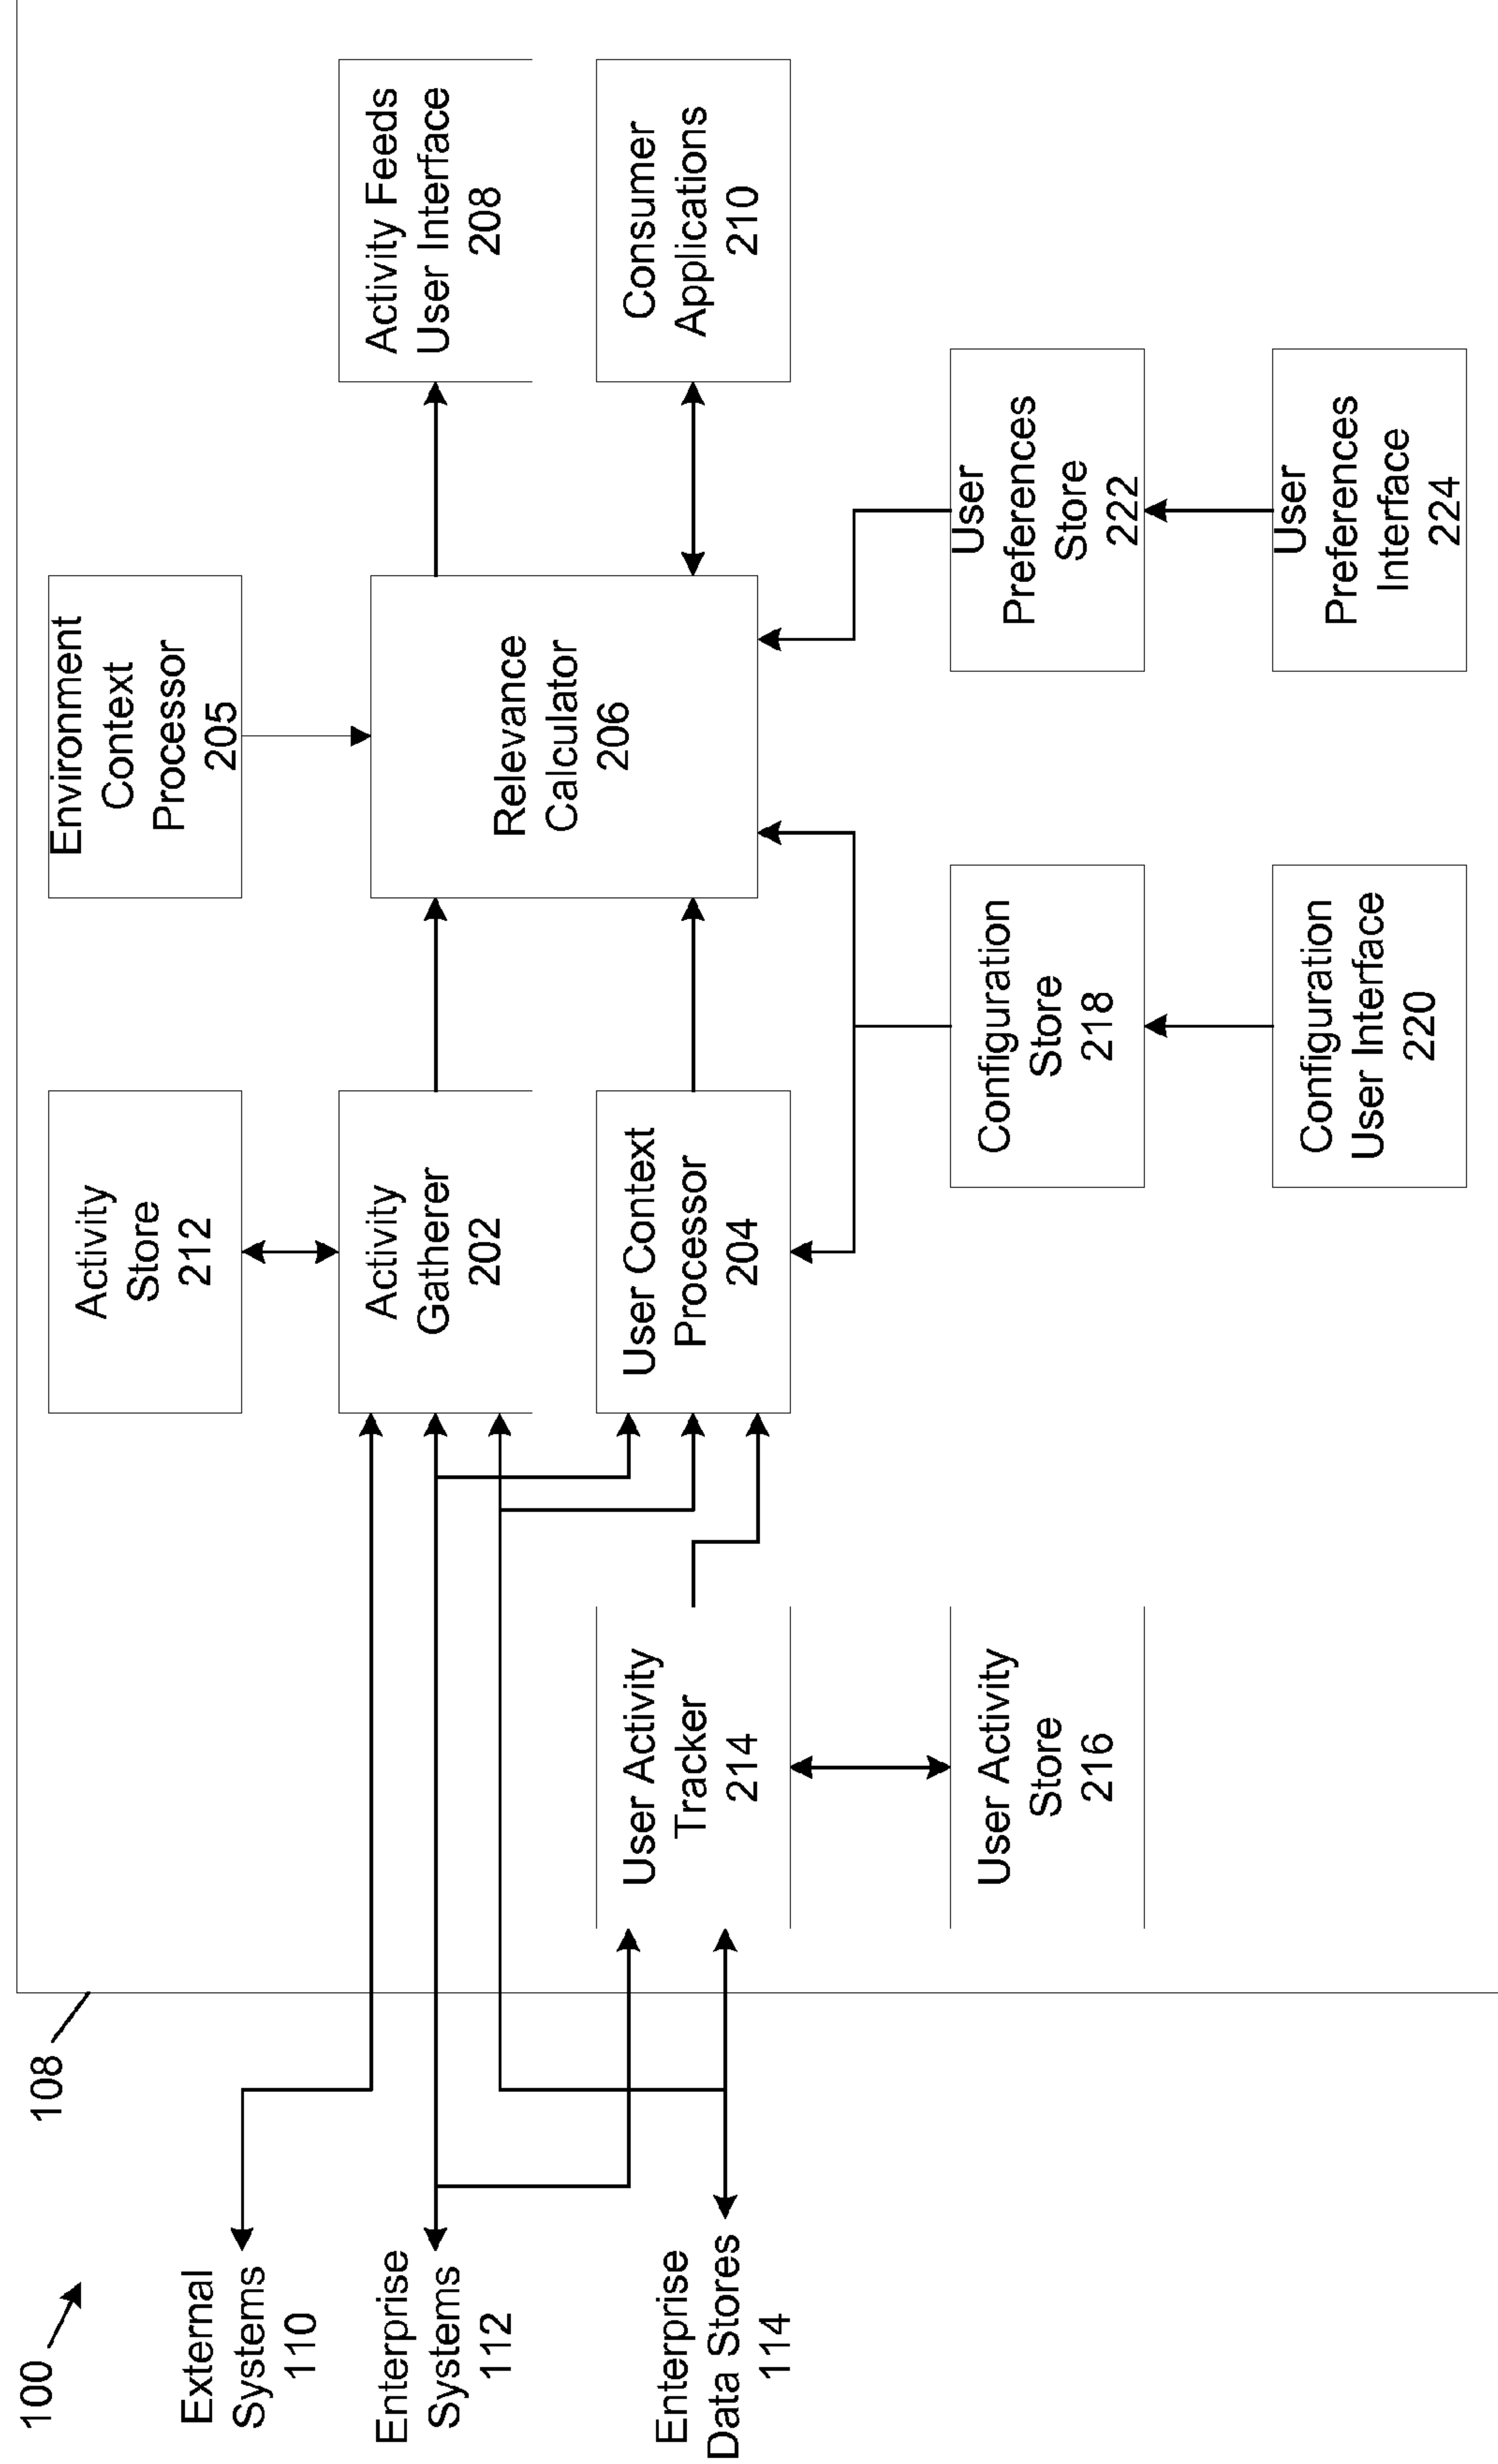 100
108
External
Systems
110
Enterprise
Systems
112
Enterprise
Data Stores
114
Activity
Store
212
Environment
Context
Processor
205
Activity
Gatherer
202
Relevance
Calculator
206
Activity Feeds
User Interface
208
User Activity
Tracker
214
User Context
Processor
204
Consumer
Applications
210
User Activity
Store
216
Configuration
Store
218
User
Preferences
Store
222
Configuration
User Interface
220
User
Preferences
Interface
224